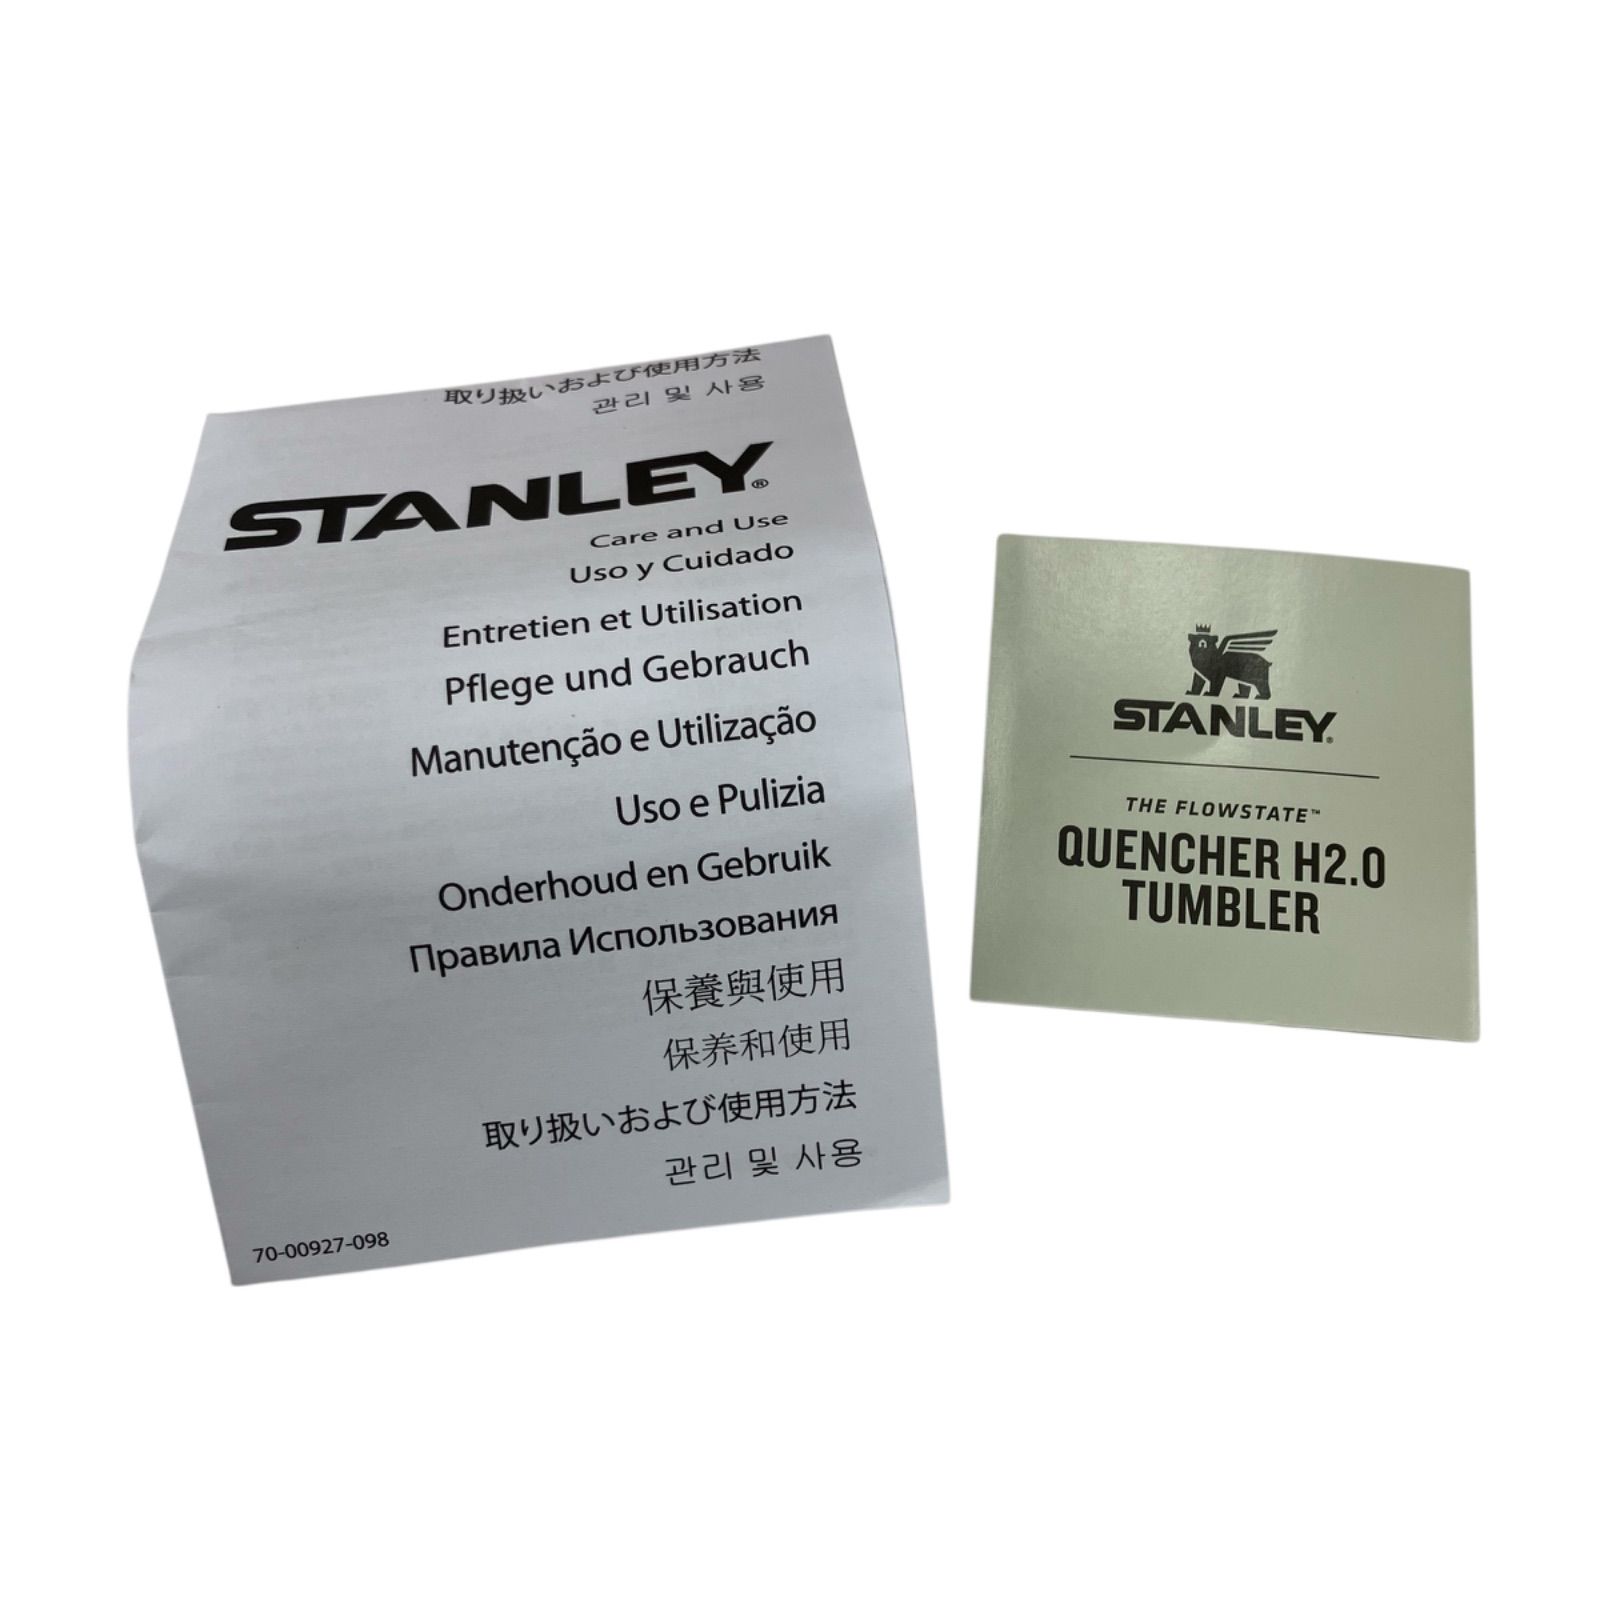 取り扱いおよび使用方法
관리 및 사용
STANLEY®
Care and Use
Uso y Cuidado
Entretien et Utilisation
Pflege und Gebrauch
Manutenção e Utilização
Uso e Pulizia
Onderhoud en Gebruik
Правила Использования
保養與使用
保养和使用
取り扱いおよび使用方法
관리 및 사용
70-00927-098
STANLEY®
THE FLOWSTATE™
QUENCHER H2.0
TUMBLER